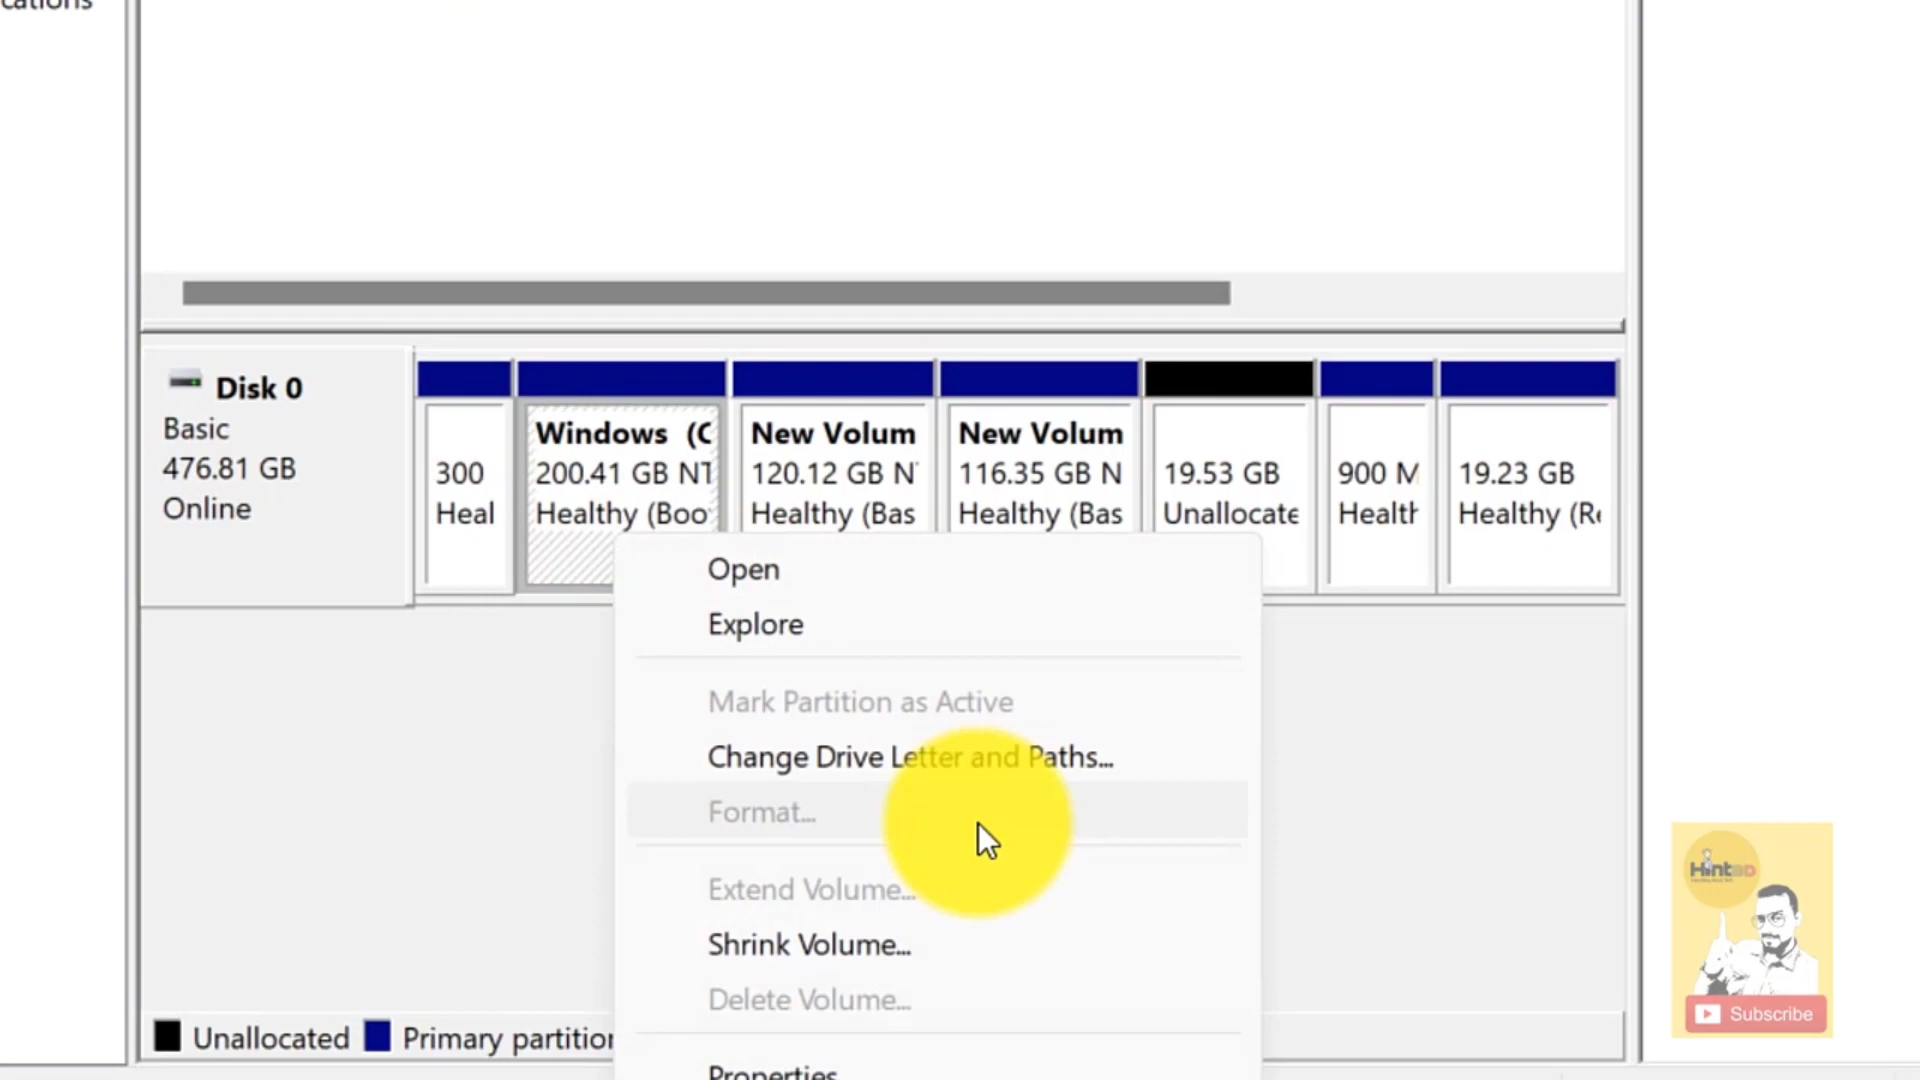 cations
Disk 0
Basic
476.81 GB
Online
300
Heal
Windows (C
200.41 GB NT
Healthy (Boo
New Volum
120.12 GB N
Healthy (Bas
New Volum
116.35 GB N
Healthy (Bas
19.53 GB
Unallocate
900 M
Health
19.23 GB
Healthy (Re
Open
Explore
Mark Partition as Active
Change Drive Letter and Paths...
Format...
Extend Volume...
Shrink Volume...
Delete Volume...
Properties
Unallocated
Primary partition
HintBD
Subscribe